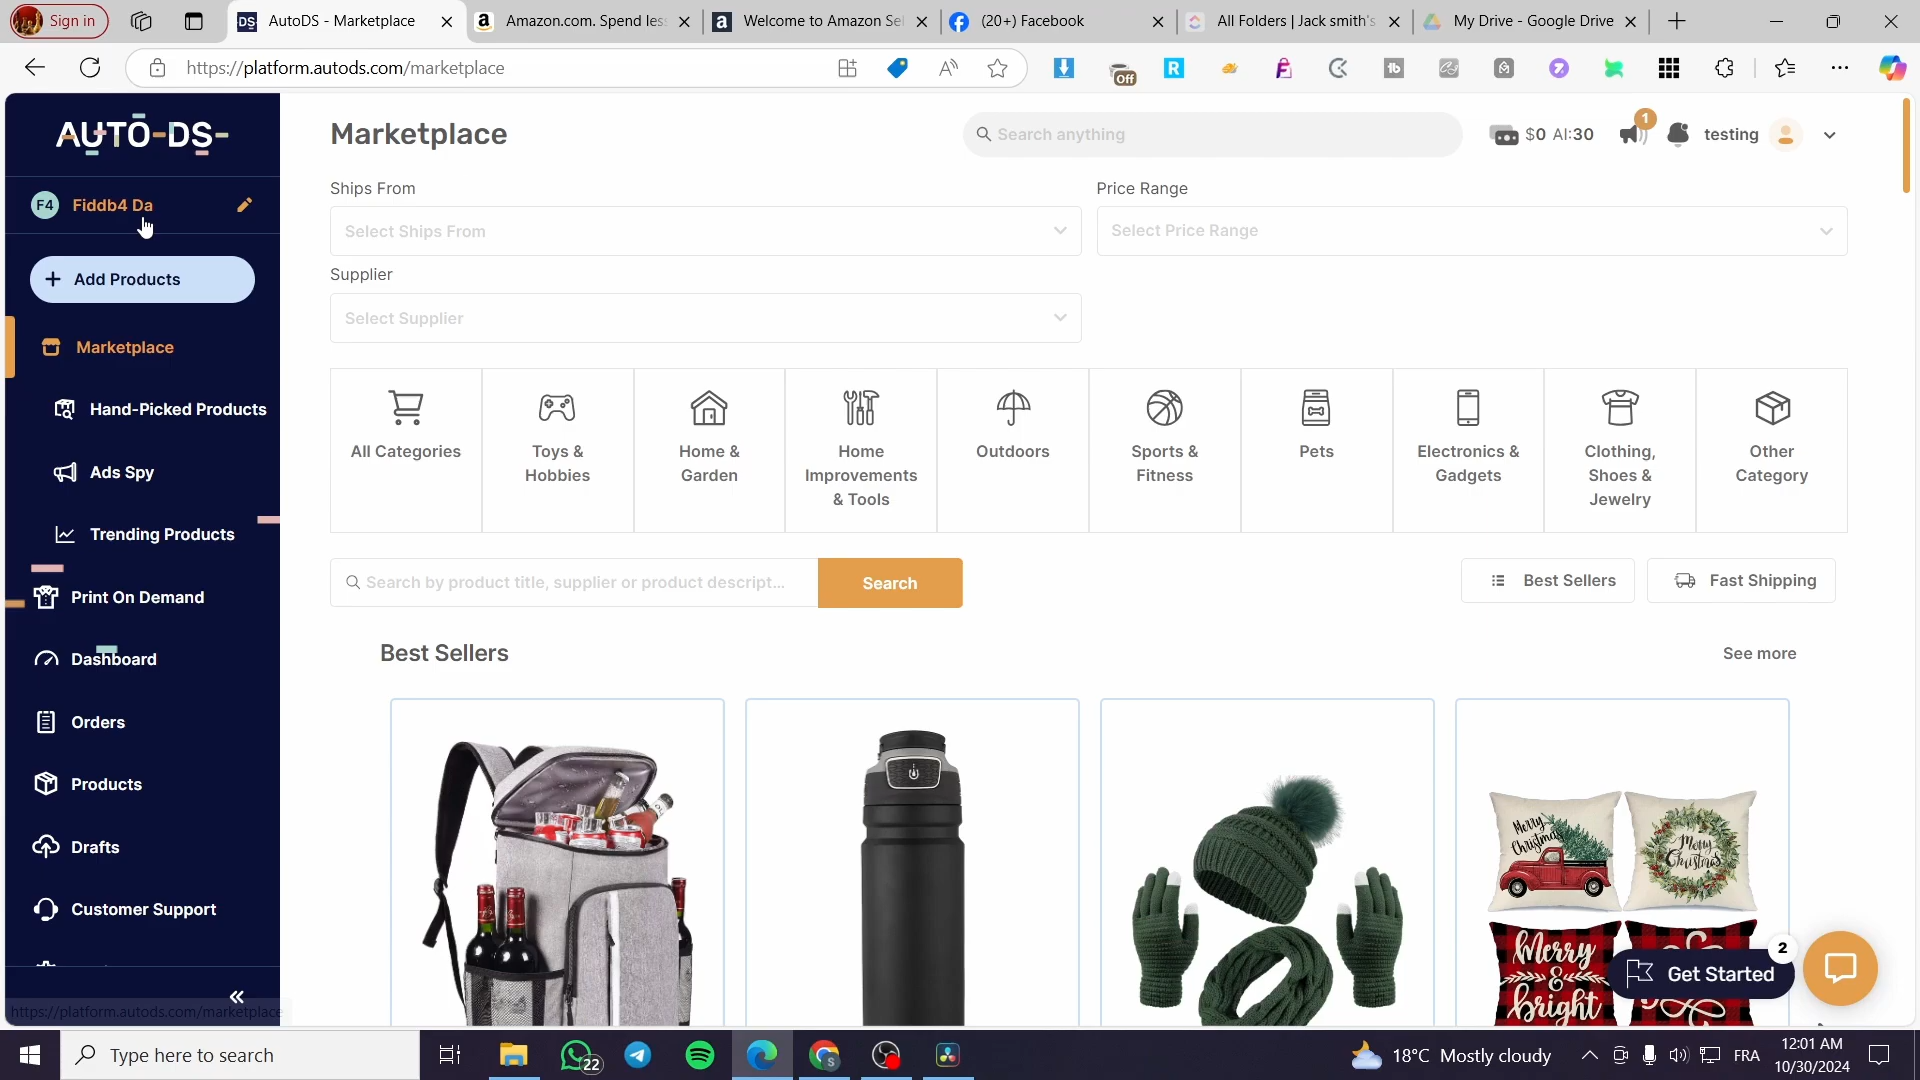 Sign in
DS AutoDS - Marketplace
Amazon.com. Spend les
Welcome to Amazon Sel
(20+) Facebook
All Folders | Jack smith's
My Drive - Google Drive
https://platform.autods.com/marketplace
Off
AUTO-DS-
F4 Fiddb4 Da
+ Add Products
Marketplace
Hand-Picked Products
Ads Spy
Trending Products
Print On Demand
Dashboard
Orders
Products
Drafts
Customer Support
https://platform.autods.com/marketplace
Marketplace
Search anything
$0 AI:30
1
testing
Ships From
Select Ships From
Price Range
Select Price Range
Supplier
Select Supplier
All Categories
Toys &
Hobbies
Home &
Garden
Home
Improvements
& Tools
Outdoors
Sports &
Fitness
Pets
Electronics &
Gadgets
Clothing,
Shoes &
Jewelry
Other
Category
Search by product title, supplier or product descript...
Search
Best Sellers
Fast Shipping
Best Sellers
See more
Merry
Christmas
Merry
Christmas
Merry
&
Bright
2
Get Started
Type here to search
22
18°C Mostly cloudy
FRA
12:01 AM
10/30/2024